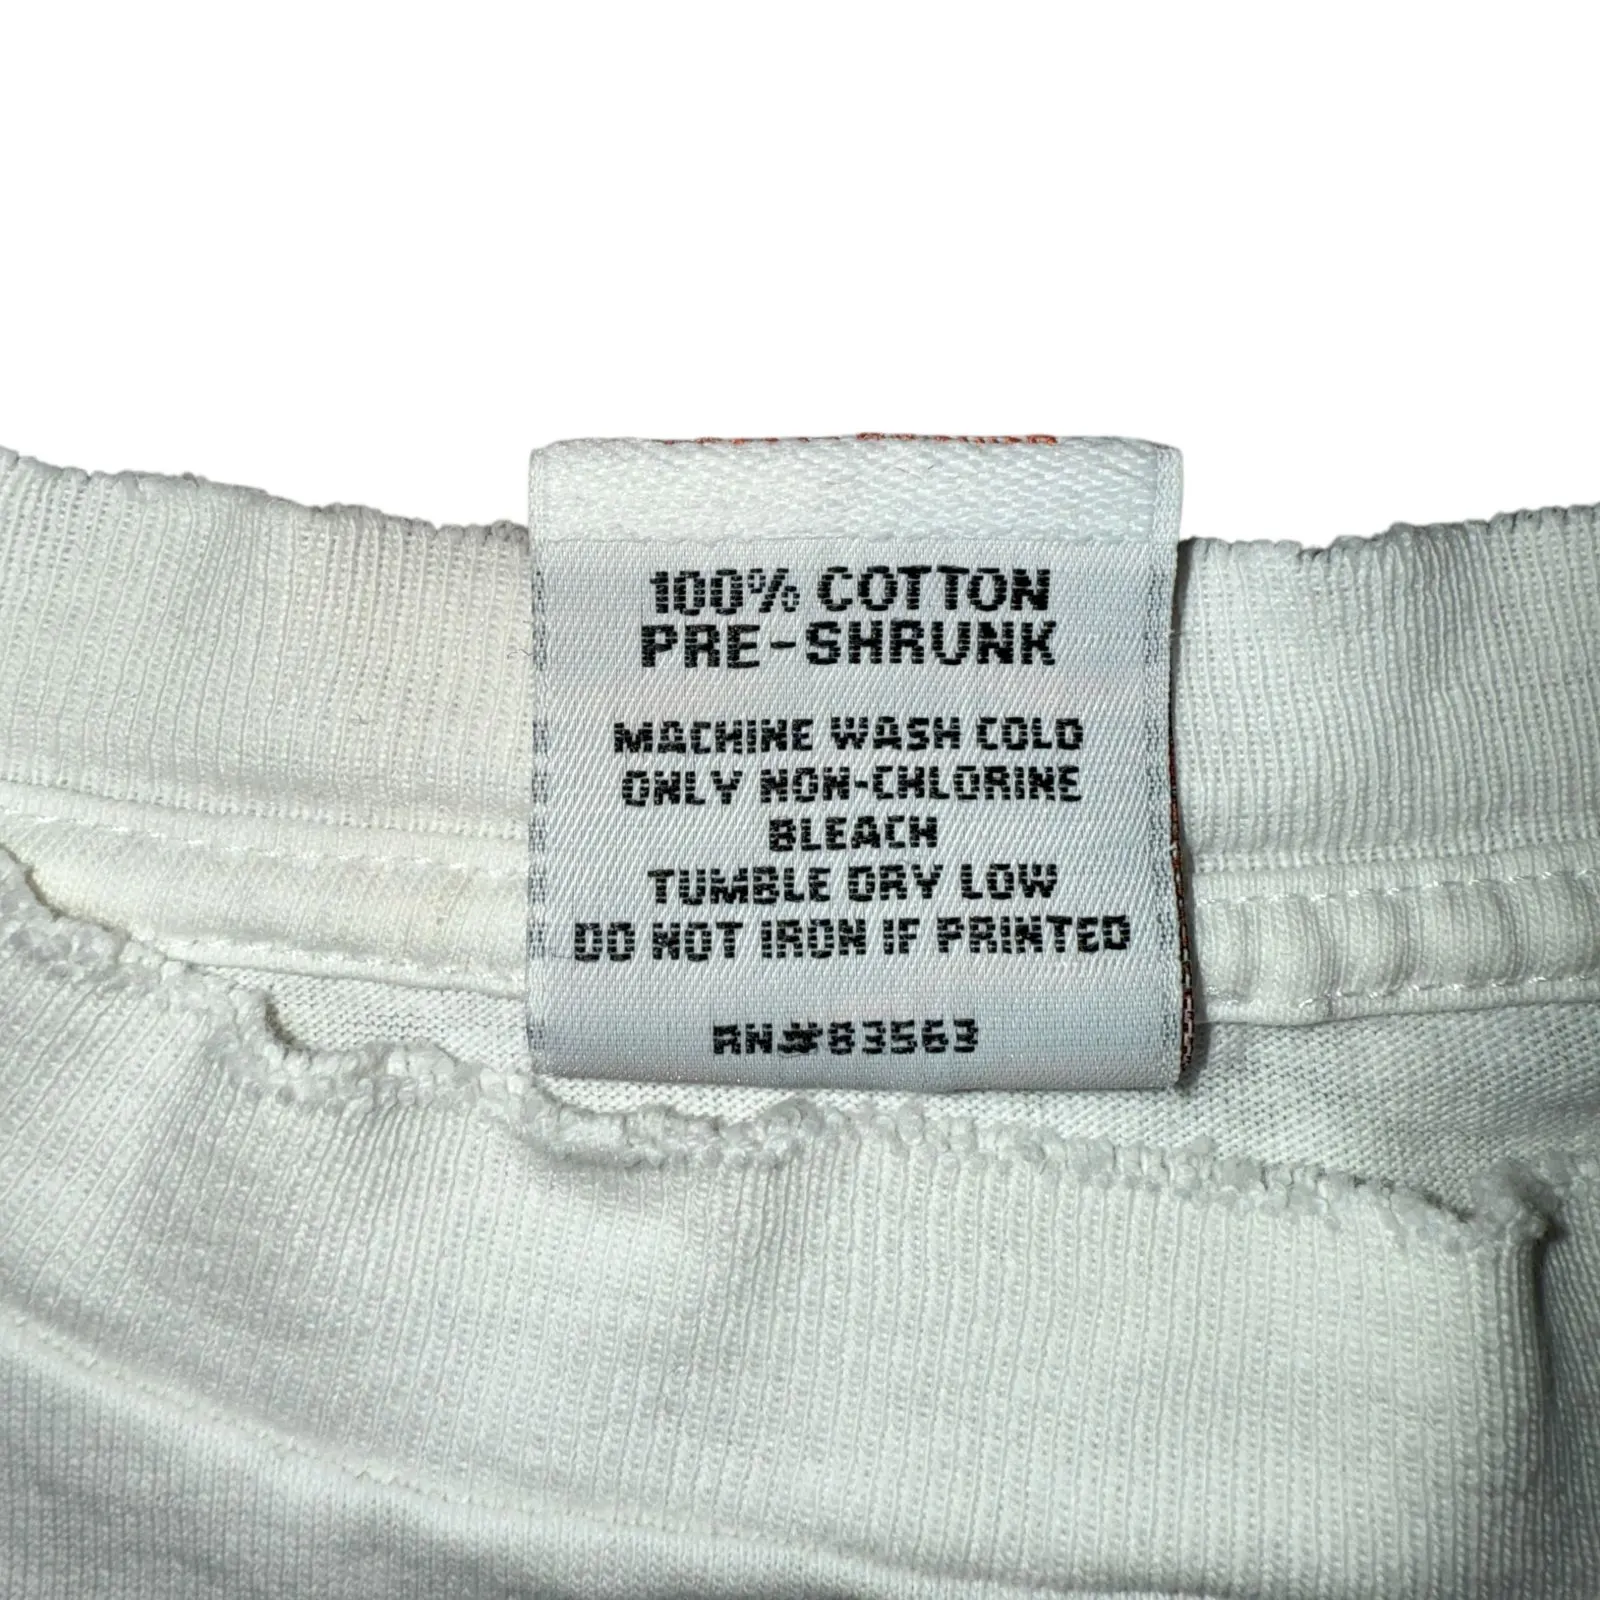 100% COTTON
PRE-SHRUNK
MACHINE WASH COLD
ONLY NON-CHLORINE
BLEACH
TUMBLE DRY LOW
DO NOT IRON IF PRINTED
RN#83563